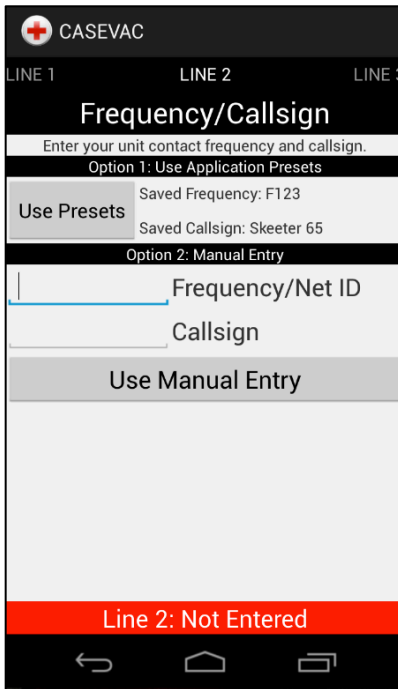 CASEVAC
LINE 1 LINE 2 LINE 3
Frequency/Callsign
Enter your unit contact frequency and callsign.
Option 1: Use Application Presets
Use Presets
Saved Frequency: F123
Saved Callsign: Skeeter 65
Option 2: Manual Entry
Frequency/Net ID
Callsign
Use Manual Entry
Line 2: Not Entered